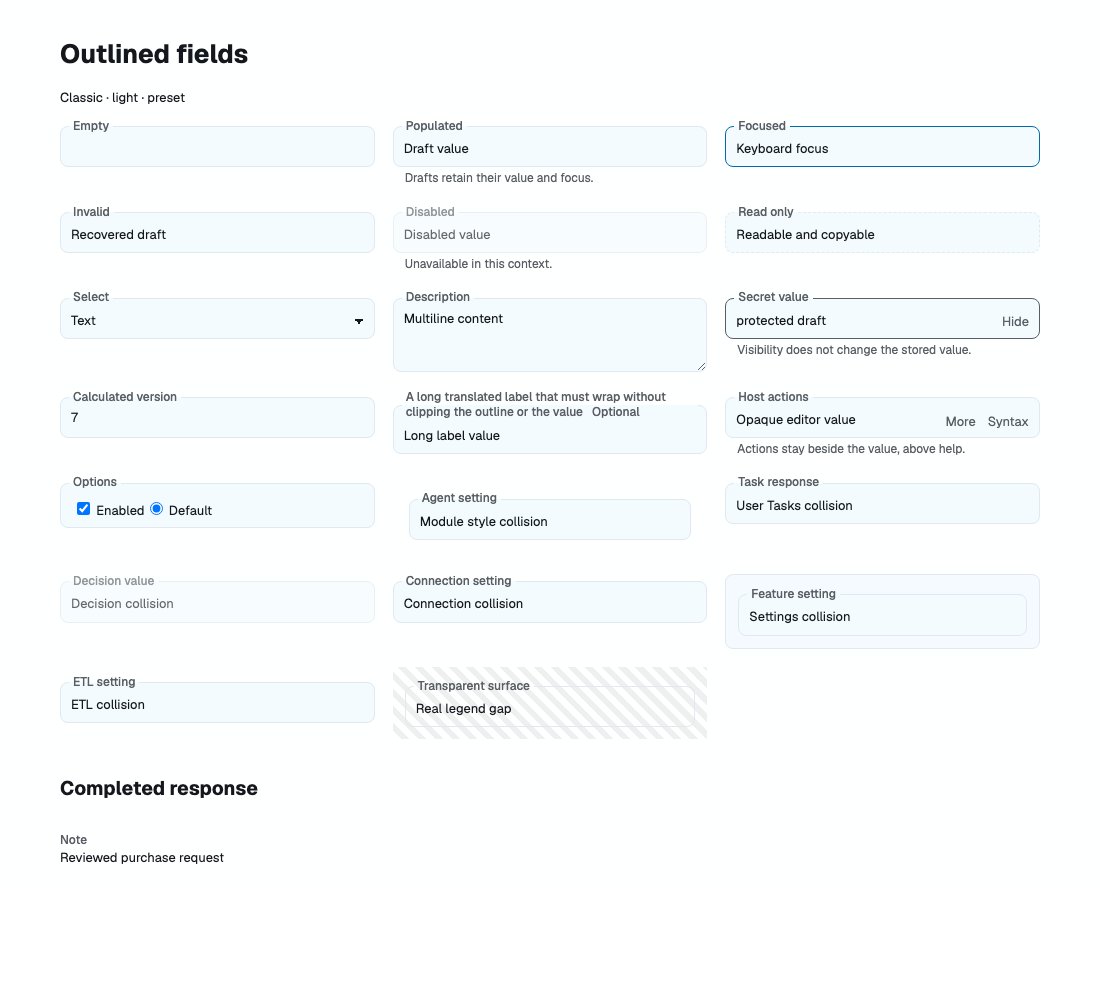 Outlined fields
Classic · light · preset
Empty
Populated
Draft value
Drafts retain their value and focus.
Focused
Keyboard focus
Invalid
Recovered draft
Disabled
Disabled value
Unavailable in this context.
Read only
Readable and copyable
Select
Text
Description
Multiline content
Secret value
protected draft
Hide
Visibility does not change the stored value.
Calculated version
7
A long translated label that must wrap without
clipping the outline or the value Optional
Long label value
Host actions
Opaque editor value
More Syntax
Actions stay beside the value, above help.
Options
Enabled Default
Agent setting
Module style collision
Task response
User Tasks collision
Decision value
Decision collision
Connection setting
Connection collision
Feature setting
Settings collision
ETL setting
ETL collision
Transparent surface
Real legend gap
Completed response
Note
Reviewed purchase request